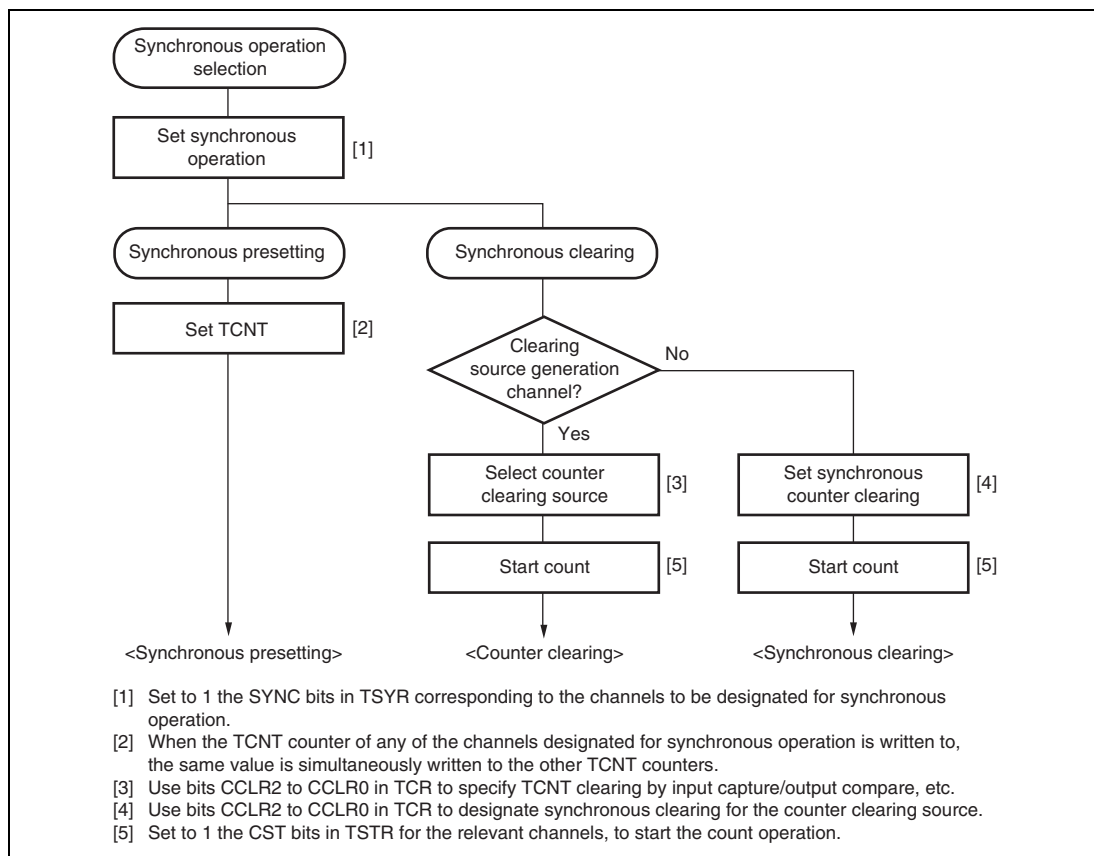 Synchronous operation
selection
Set synchronous
operation
[1]
Synchronous presetting
Synchronous clearing
Set TCNT
[2]
Clearing
source generation
channel?
No
Yes
Select counter
clearing source
[3]
Set synchronous
counter clearing
[4]
Start count
[5]
Start count
[5]
<Synchronous presetting>
<Counter clearing>
<Synchronous clearing>
[1] Set to 1 the SYNC bits in TSYR corresponding to the channels to be designated for synchronous
operation.
[2] When the TCNT counter of any of the channels designated for synchronous operation is written to,
the same value is simultaneously written to the other TCNT counters.
[3] Use bits CCLR2 to CCLR0 in TCR to specify TCNT clearing by input capture/output compare, etc.
[4] Use bits CCLR2 to CCLR0 in TCR to designate synchronous clearing for the counter clearing source.
[5] Set to 1 the CST bits in TSTR for the relevant channels, to start the count operation.